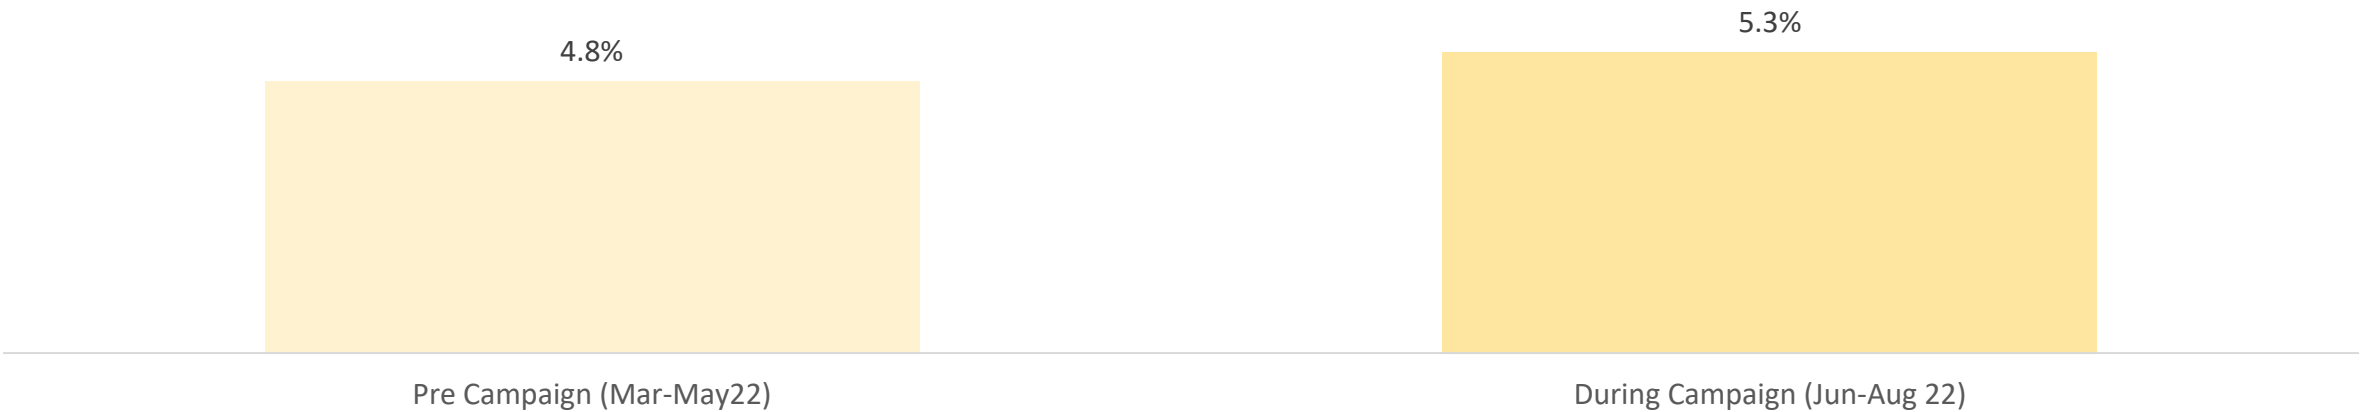 4.8%
5.3%
Pre Campaign (Mar-May22)
During Campaign (Jun-Aug 22)